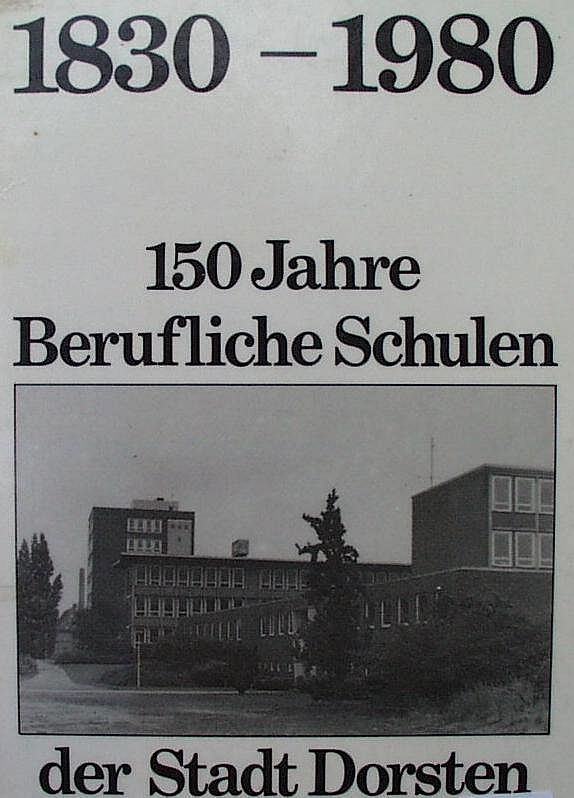 1830 – 1980
150 Jahre
Berufliche Schulen
der Stadt Dorsten